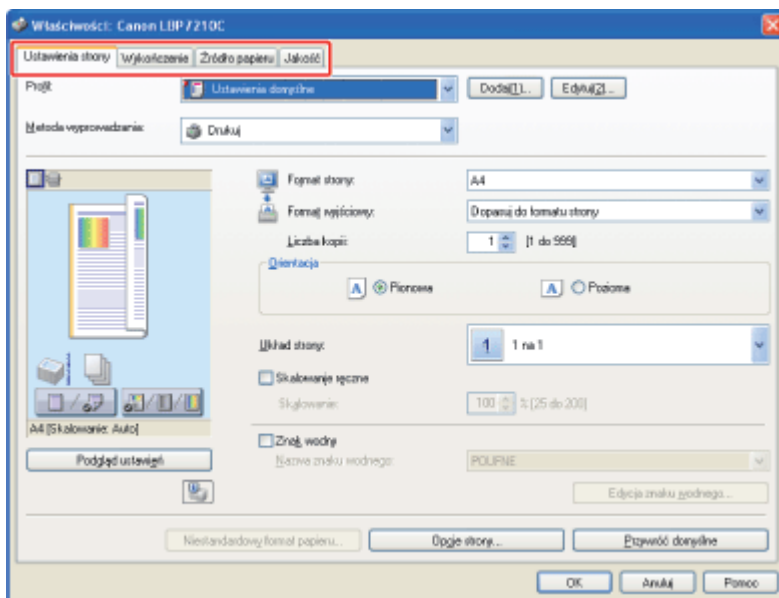 Właściwości: Canon LBP7210C
Ustawienia strony Wykończenie Źródło papieru Jakość
Profil: Ustawienia domyślne Dodaj(1)... Edytuj(2)...
Metoda wyprowadzania: Drukuj
Format strony: A4
Format wyjściowy: Dopasuj do formatu strony
Liczba kopii: 1 [1 do 999]
Orientacja
A Pionowa A Pozioma
Układ strony: 1 1 na 1
Skalowanie ręczne
Skalowanie: 100 % [25 do 200]
A4 [Skalowanie: Auto]
Znak wodny
Podgląd ustawień Nazwa znaku wodnego: POUFNE
Edycja znaku wodnego...
Niestandardowy format papieru... Opcje strony... Przywróć domyślne
OK Anuluj Pomoc